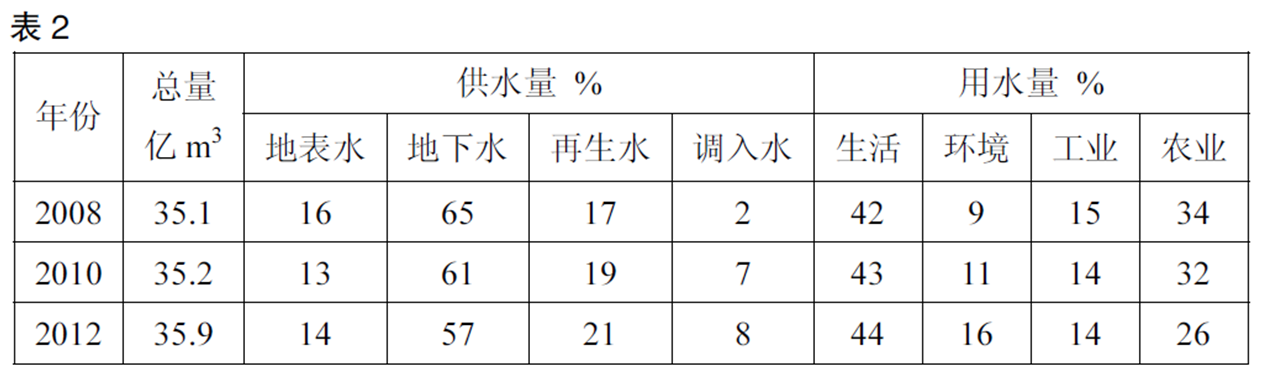 表 2
年份 总量 亿 m³ 供水量 % 用水量 %
地表水 地下水 再生水 调入水 生活 环境 工业 农业
2008 35.1 16 65 17 2 42 9 15 34
2010 35.2 13 61 19 7 43 11 14 32
2012 35.9 14 57 21 8 44 16 14 26